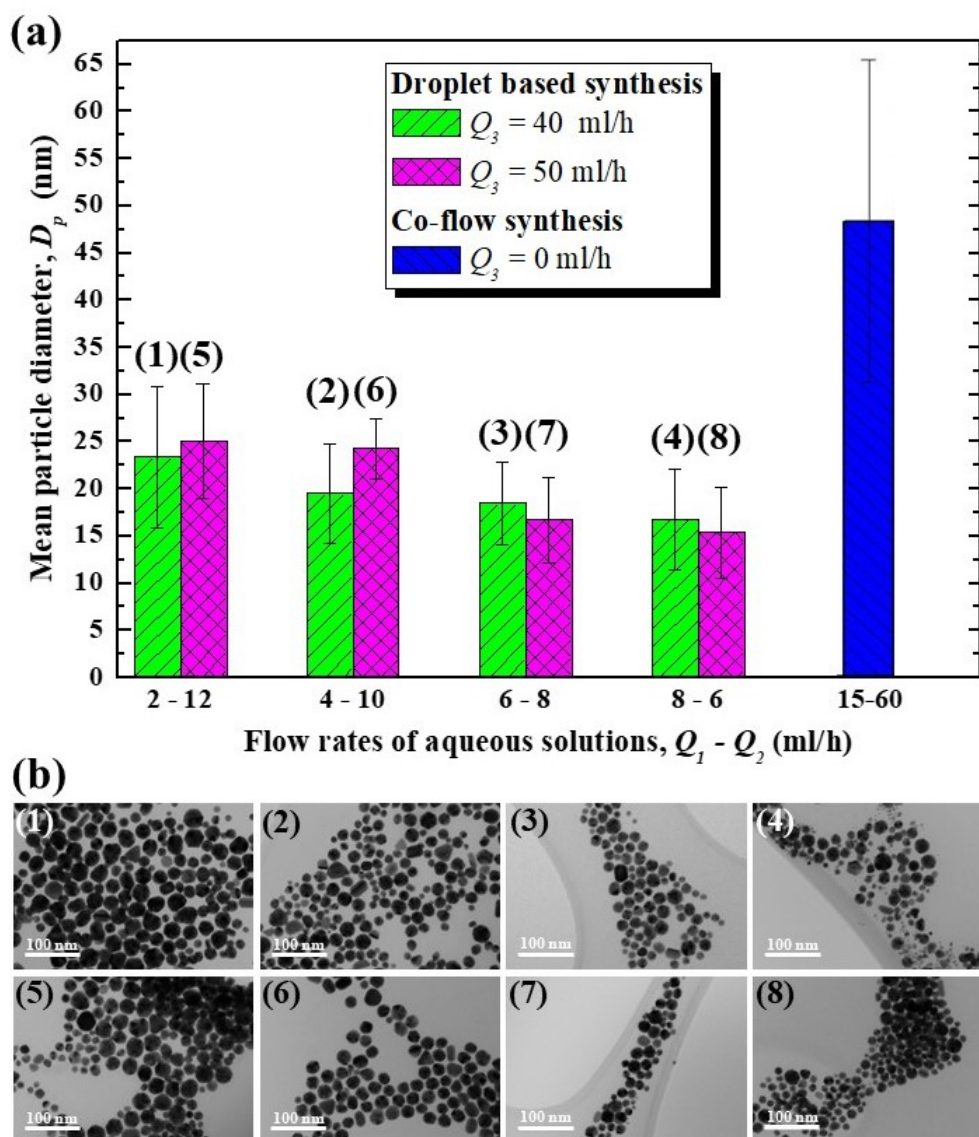 (a)
Mean particle diameter, D_p (nm)
65
60
55
50
45
40
35
30
25
20
15
10
5
0
Droplet based synthesis
Q_3 = 40 ml/h
Q_3 = 50 ml/h
Co-flow synthesis
Q_3 = 0 ml/h
(1)(5)
(2)(6)
(3)(7)
(4)(8)
2 - 12 4 - 10 6 - 8 8 - 6 15-60
Flow rates of aqueous solutions, Q_1 - Q_2 (ml/h)
(b)
(1) (2) (3) (4)
100 nm 100 nm 100 nm 100 nm
(5) (6) (7) (8)
100 nm 100 nm 100 nm 100 nm